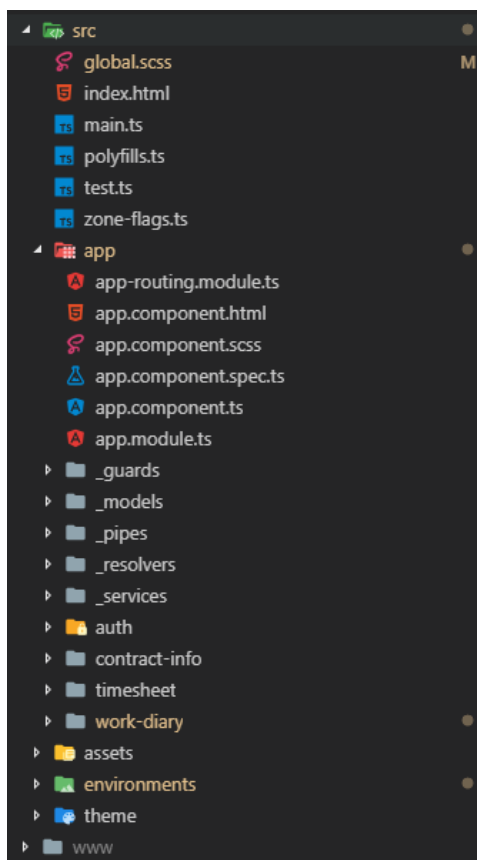 src
global.scss M
index.html
main.ts
polyfills.ts
test.ts
zone-flags.ts
app
app-routing.module.ts
app.component.html
app.component.scss
app.component.spec.ts
app.component.ts
app.module.ts
_guards
_models
_pipes
_resolvers
_services
auth
contract-info
timesheet
work-diary
assets
environments
theme
www